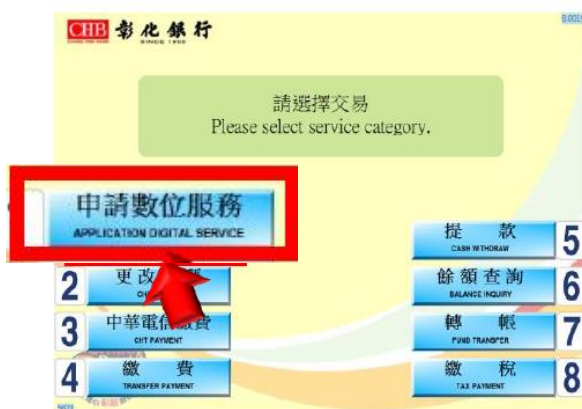 CHB 彰化銀行
SINCE 1905
請選擇交易
Please select service category.
申請數位服務
APPLICATION DIGITAL SERVICE
提 款
CASH WITHDRAW
5
2
更改
餘額查詢
BALANCE INQUIRY
6
3
中華電信繳費
CHT PAYMENT
轉 帳
FUND TRANSFER
7
4
繳 費
TRANSFER PAYMENT
繳 稅
TAX PAYMENT
8